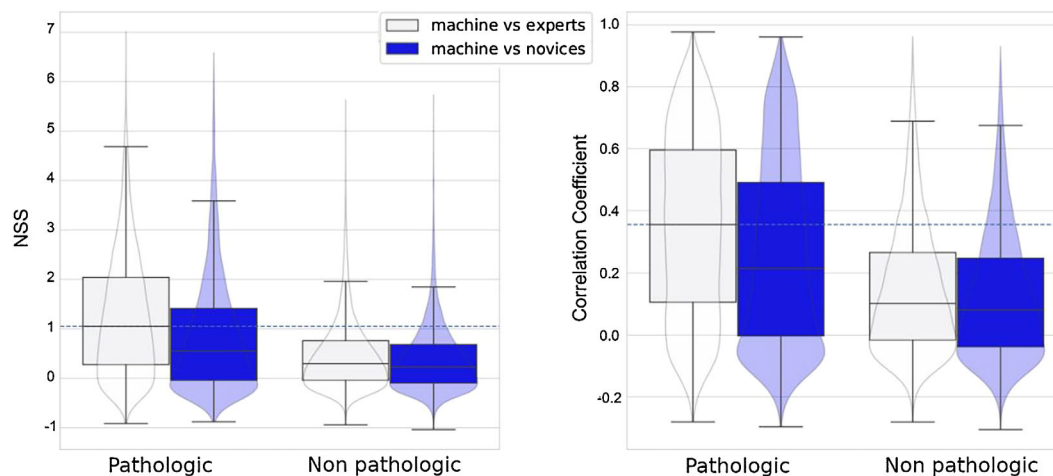 7
6
5
4
3
2
1
0
-1
NSS
Pathologic
Non pathologic
machine vs experts
machine vs novices
1.0
0.8
0.6
0.4
0.2
0.0
-0.2
Correlation Coefficient
Pathologic
Non pathologic